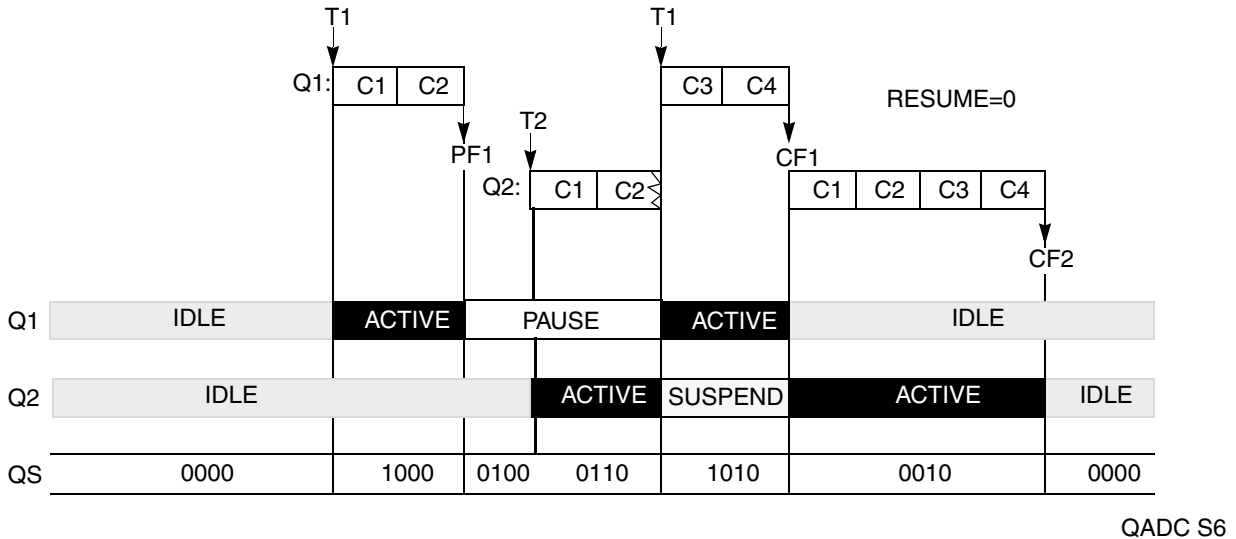 T1 T1
Q1: C1 C2 C3 C4 RESUME=0
PF1 T2 CF1
Q2: C1 C2 C1 C2 C3 C4
CF2
Q1 IDLE ACTIVE PAUSE ACTIVE IDLE
Q2 IDLE ACTIVE SUSPEND ACTIVE IDLE
QS 0000 1000 0100 0110 1010 0010 0000
QADC S6